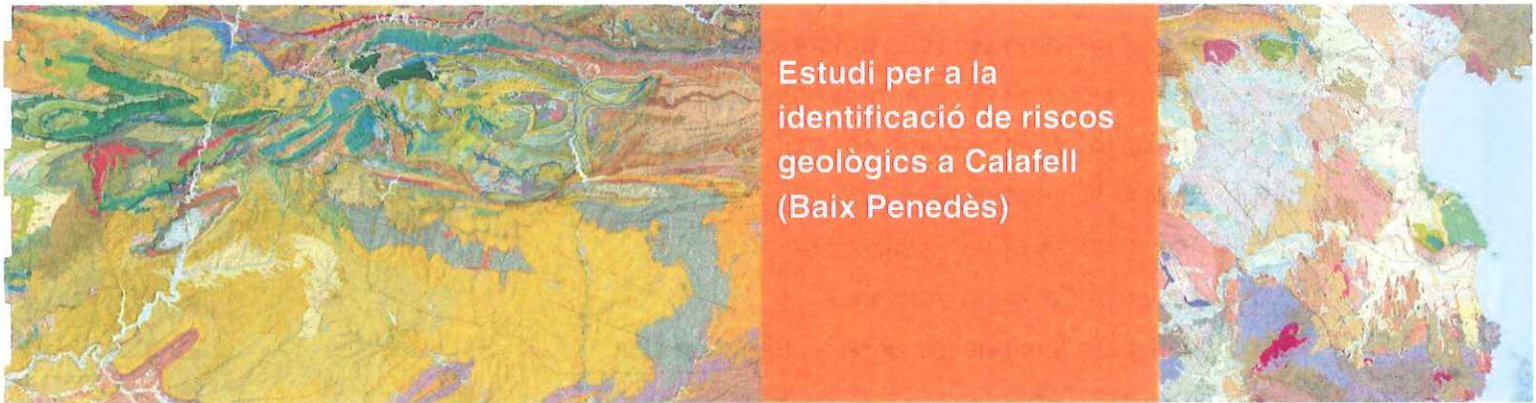 Estudi per a la
identificació de riscos
geològics a Calafell
(Baix Penedès)